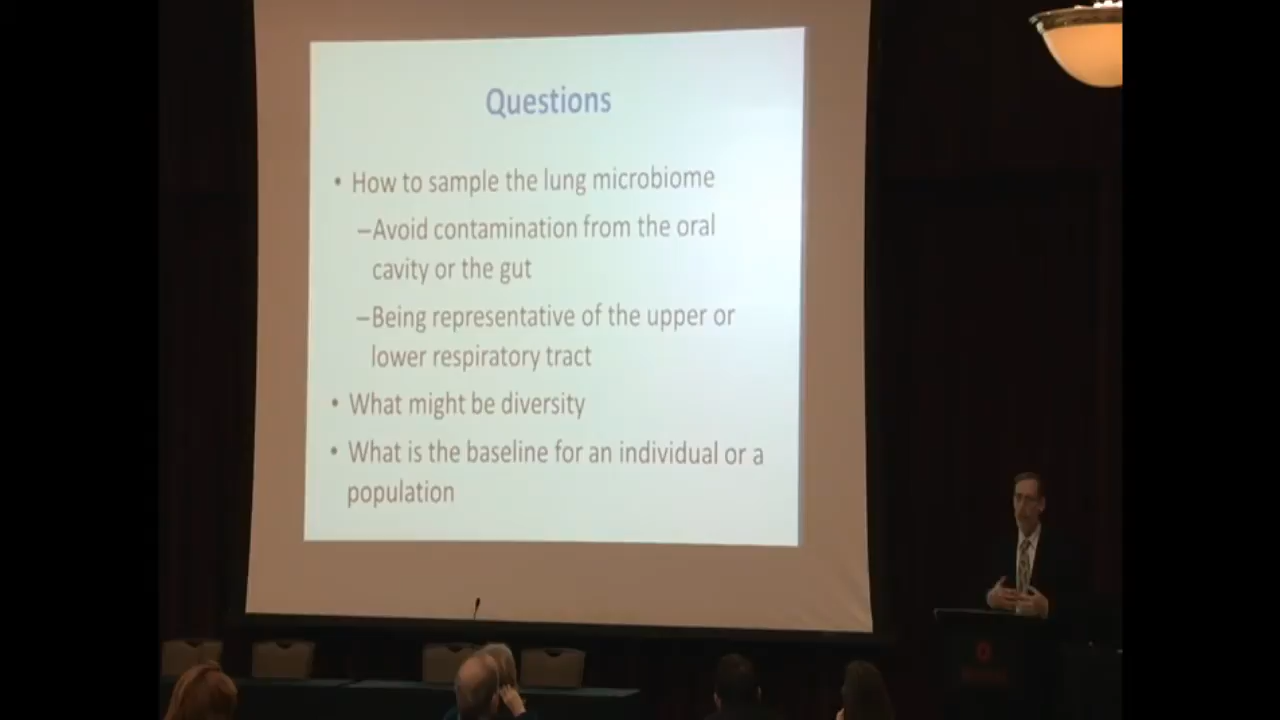 Questions
• How to sample the lung microbiome
–Avoid contamination from the oral
cavity or the gut
–Being representative of the upper or
lower respiratory tract
• What might be diversity
• What is the baseline for an individual or a
population